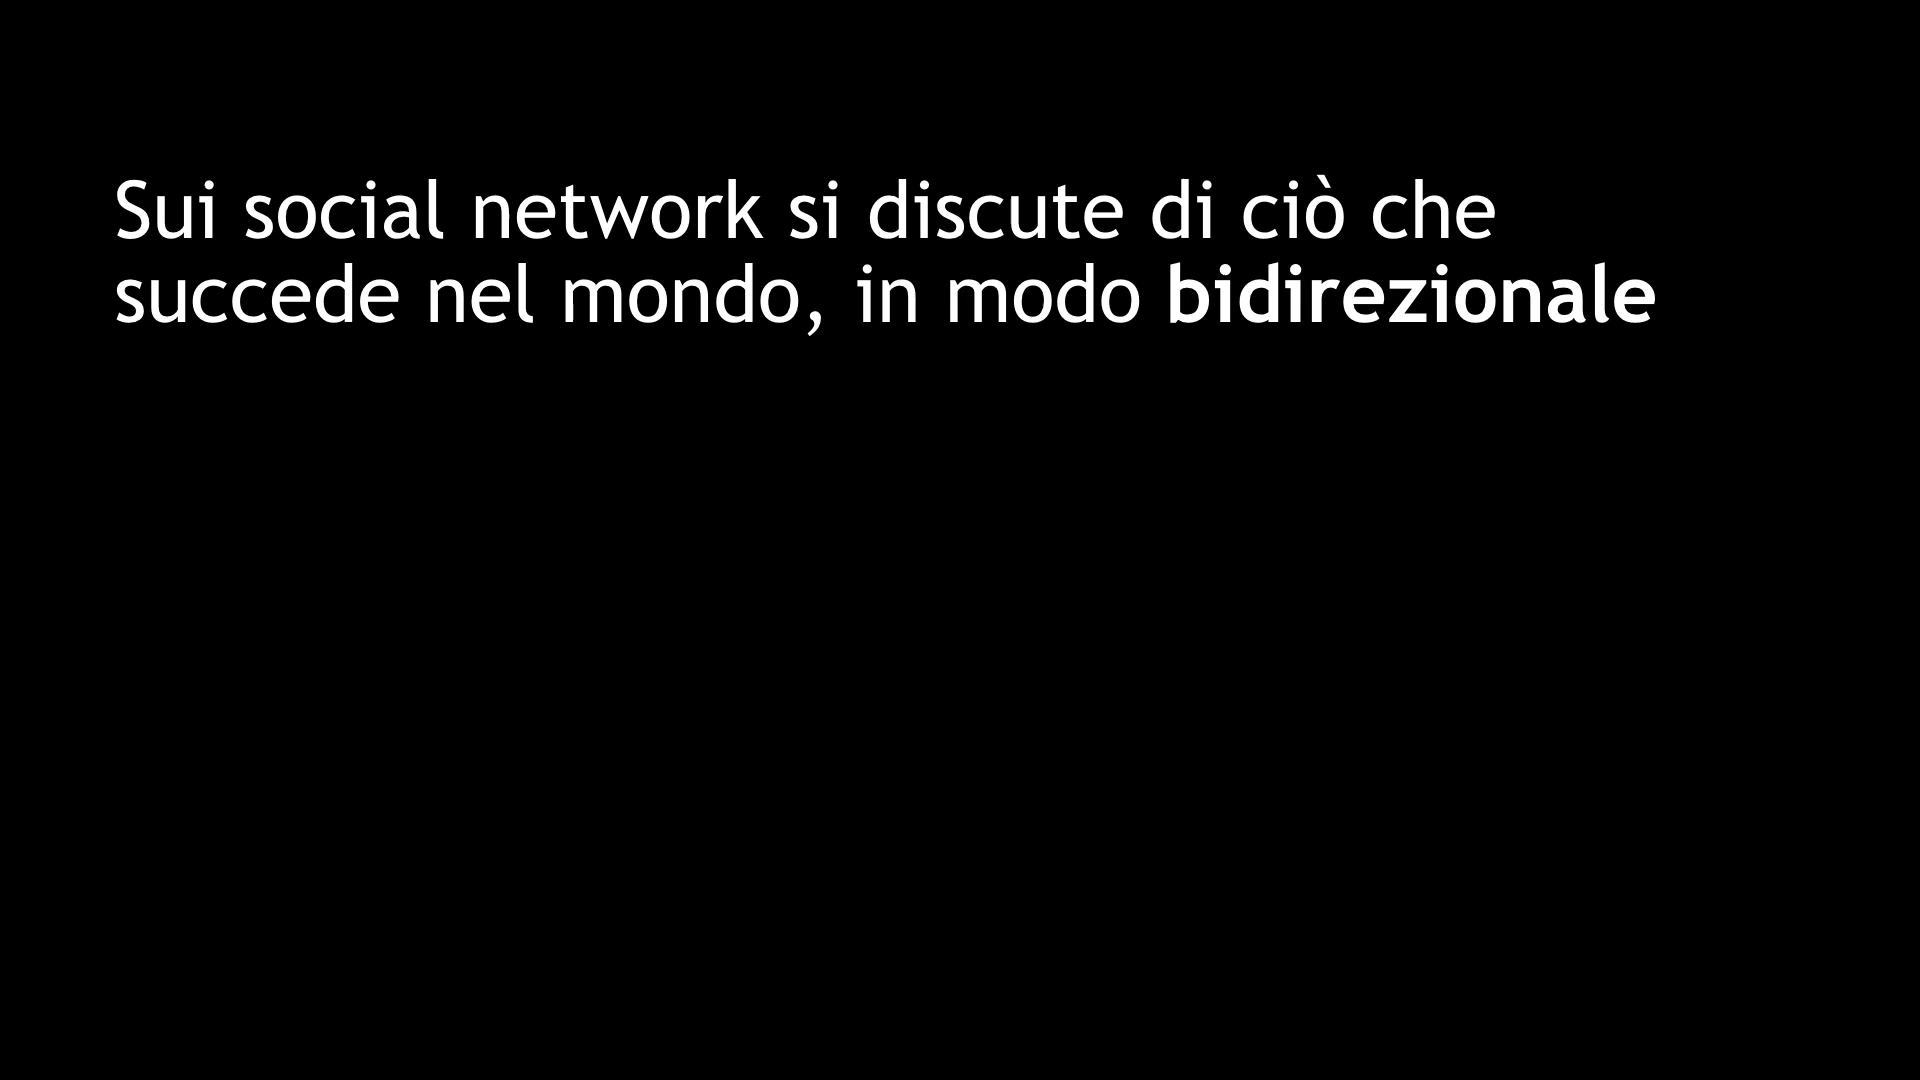 Sui social network si discute di ciò che
succede nel mondo, in modo bidirezionale